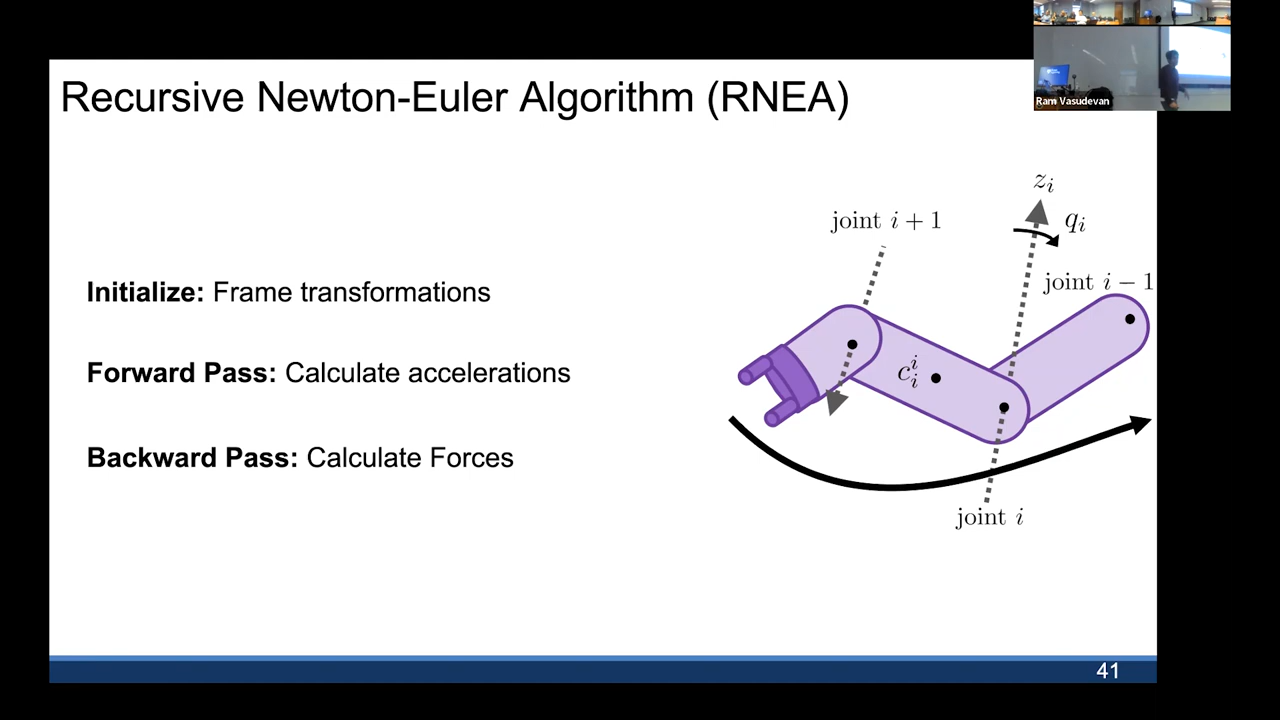 Recursive Newton-Euler Algorithm (RNEA)
Ram Vasudevan
Initialize: Frame transformations
Forward Pass: Calculate accelerations
Backward Pass: Calculate Forces
z_i
q_i
joint i + 1
joint i − 1
c_i^i
joint i
41